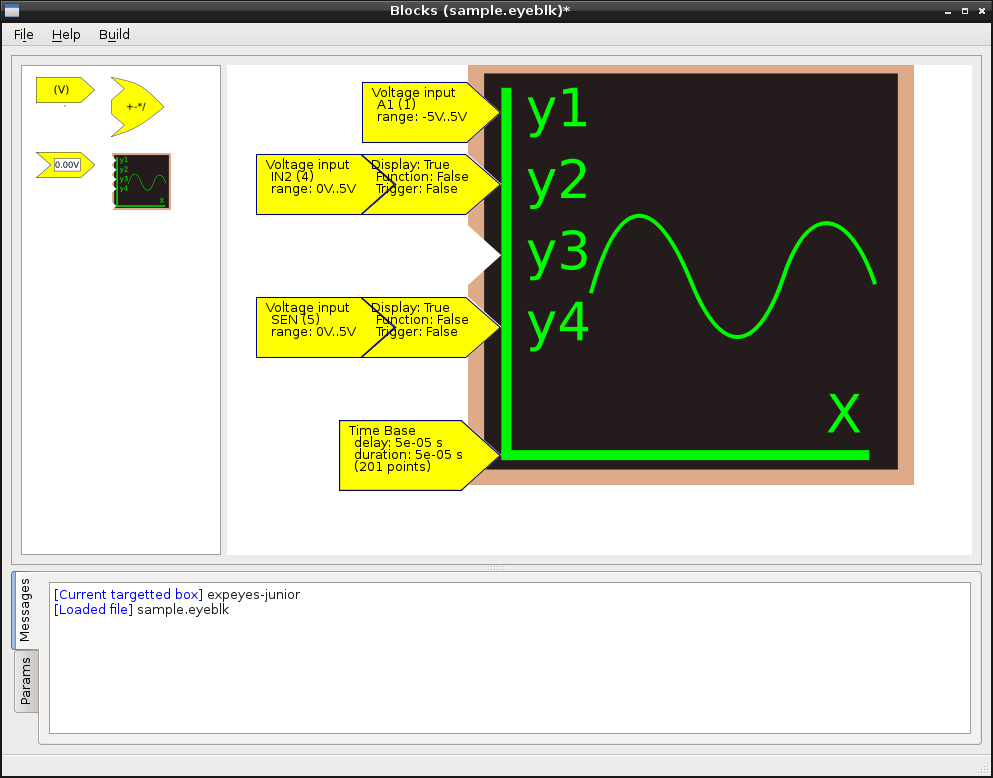 Blocks (sample.eyeblk)*
File Help Build
(V)
+-*/
0.00V
y1
y2
y3
y4
X
Voltage input
A1 (1)
range: -5V..5V
Voltage input
IN2 (4)
range: 0V..5V
Display: True
Function: False
Trigger: False
Voltage input
SEN (5)
range: 0V..5V
Display: True
Function: False
Trigger: False
Time Base
delay: 5e-05 s
duration: 5e-05 s
(201 points)
y1
y2
y3
y4
X
Messages
Params
[Current targetted box] expeyes-junior
[Loaded file] sample.eyeblk